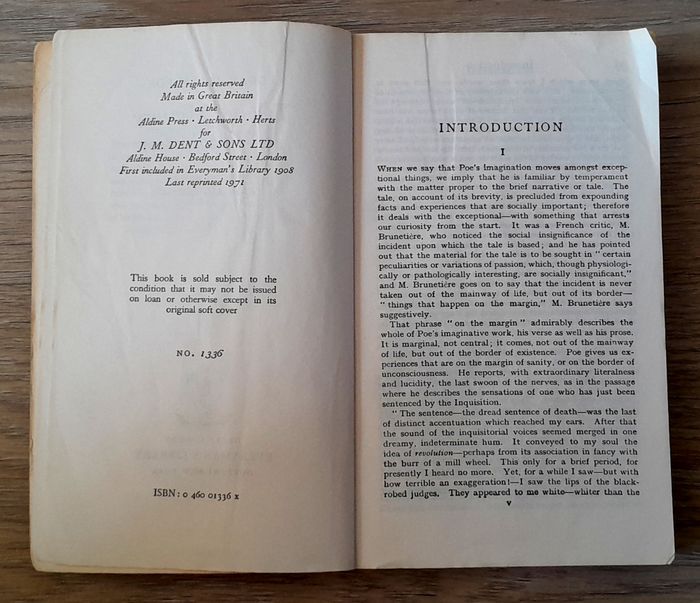 All rights reserved
Made in Great Britain
at the
Aldine Press · Letchworth · Herts
for
J. M. DENT & SONS LTD
Aldine House · Bedford Street · London
First included in Everyman's Library 1908
Last reprinted 1971
This book is sold subject to the
condition that it may not be issued
on loan or otherwise except in its
original soft cover
NO. 1336
ISBN: 0 460 01336 x
INTRODUCTION
I
WHEN we say that Poe's imagination moves amongst excep-
tional things, we imply that he is familiar by temperament
with the matter proper to the brief narrative or tale. The
tale, on account of its brevity, is precluded from expounding
facts and experiences that are socially important; therefore
it deals with the exceptional—with something that arrests
our curiosity from the start. It was a French critic, M.
Brunetière, who noticed the social insignificance of the
incident upon which the tale is based; and he has pointed
out that the material for the tale is to be sought in "certain
peculiarities or variations of passion, which, though physiologi-
cally or pathologically interesting, are socially insignificant,"
and M. Brunetière goes on to say that the incident is never
taken out of the mainway of life, but out of its border—
"things that happen on the margin," M. Brunetière says
suggestively.
That phrase "on the margin" admirably describes the
whole of Poe's imaginative work, his verse as well as his prose.
It is marginal, not central; it comes, not out of the mainway
of life, but out of the border of existence. Poe gives us ex-
periences that are on the margin of sanity, or on the border of
unconsciousness. He reports, with extraordinary literalness
and lucidity, the last swoon of the nerves, as in the passage
where he describes the sensations of one who has just been
sentenced by the Inquisition.
"The sentence—the dread sentence of death—was the last
of distinct accentuation which reached my ears. After that
the sound of the inquisitorial voices seemed merged in one
dreamy, indeterminate hum. It conveyed to my soul the
idea of revolution—perhaps from its association in fancy with
the burr of a mill wheel. This only for a brief period, for
presently I heard no more. Yet, for a while I saw—but with
how terrible an exaggeration!—I saw the lips of the black-
robed judges. They appeared to me white—whiter than the
v